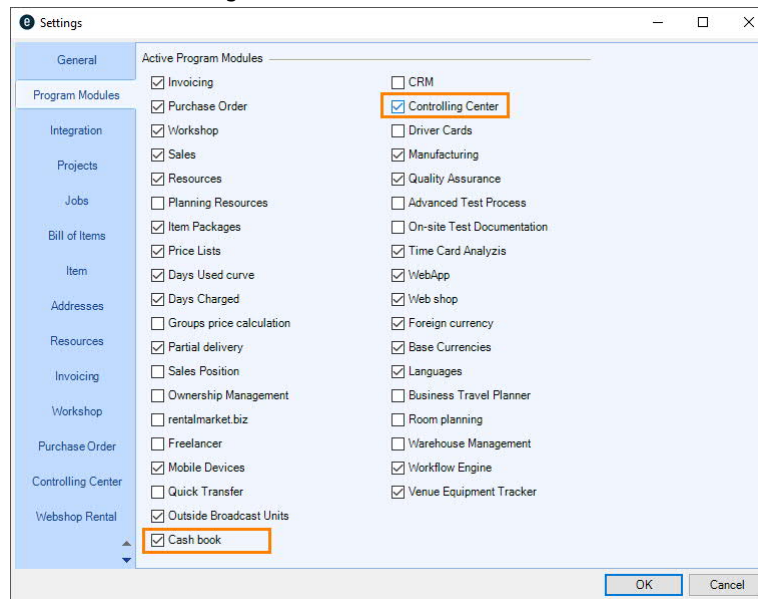 Settings
General
Program Modules
Integration
Projects
Jobs
Bill of Items
Item
Addresses
Resources
Invoicing
Workshop
Purchase Order
Controlling Center
Webshop Rental
Active Program Modules
Invoicing
Purchase Order
Workshop
Sales
Resources
Planning Resources
Item Packages
Price Lists
Days Used curve
Days Charged
Groups price calculation
Partial delivery
Sales Position
Ownership Management
rentalmarket.biz
Freelancer
Mobile Devices
Quick Transfer
Outside Broadcast Units
Cash book
CRM
Controlling Center
Driver Cards
Manufacturing
Quality Assurance
Advanced Test Process
On-site Test Documentation
Time Card Analyzis
WebApp
Web shop
Foreign currency
Base Currencies
Languages
Business Travel Planner
Room planning
Warehouse Management
Workflow Engine
Venue Equipment Tracker
OK
Cancel